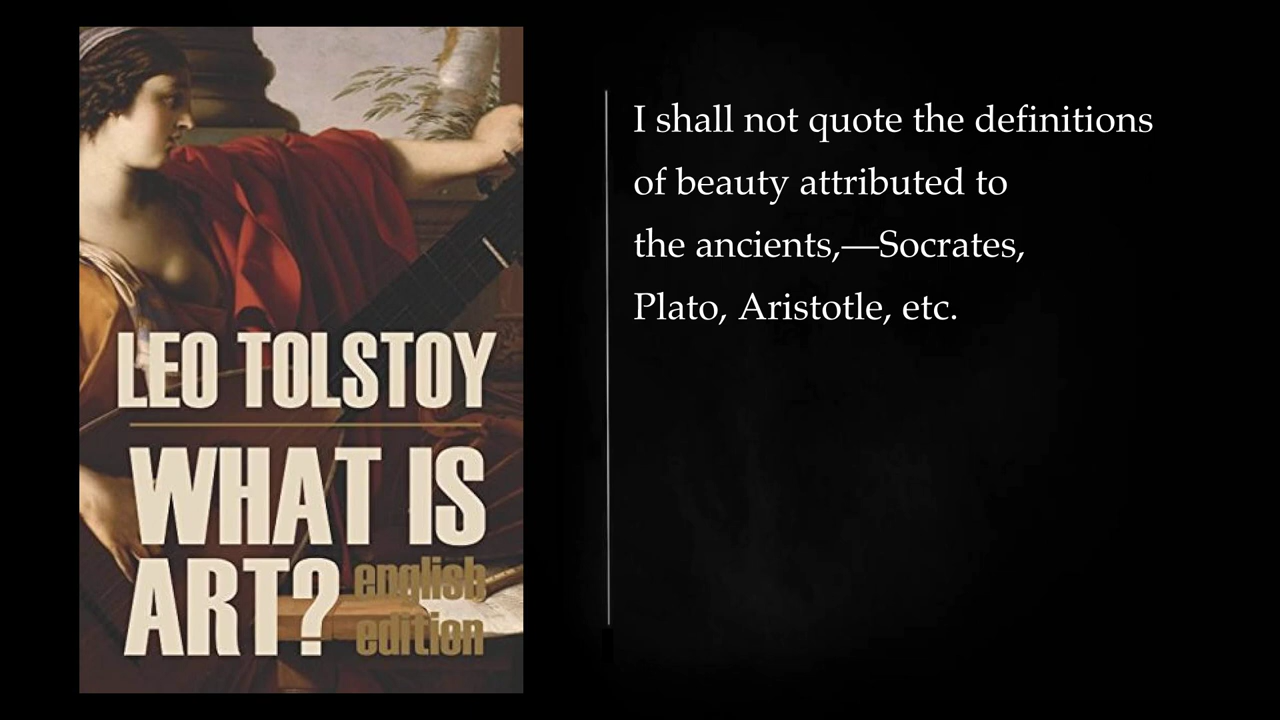 LEO TOLSTOY
WHAT IS
ART?
english
edition
I shall not quote the definitions
of beauty attributed to
the ancients,—Socrates,
Plato, Aristotle, etc.